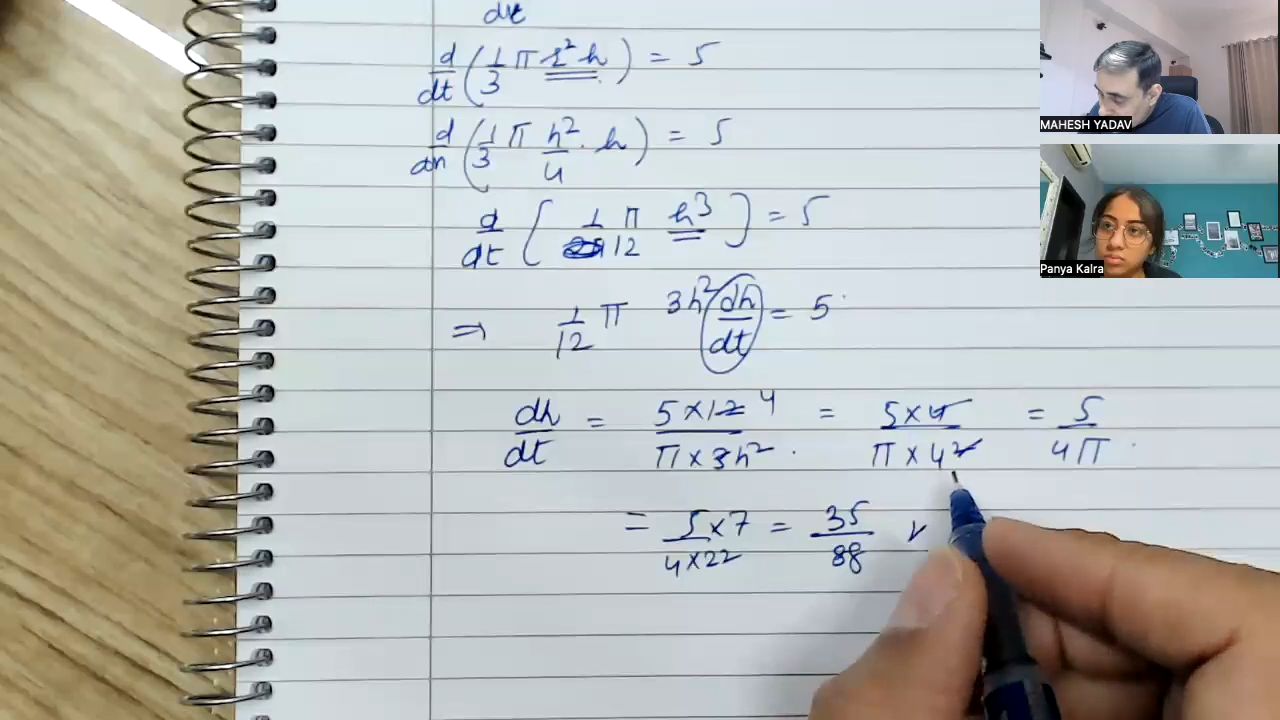 dt
d/dt (1/3 π r² h) = 5
d/dh (1/3 π h²/4 · h) = 5
d/dt [1/12 π h³] = 5
⇒ 1/12 π 3h² dh/dt = 5
dh/dt = 5×12 4 / π×3h² · = 5×4 / π×4² = 5 / 4π ·
= 5×7 / 4×22 = 35 / 88 ✓
MAHESH YADAV
Panya Kalra